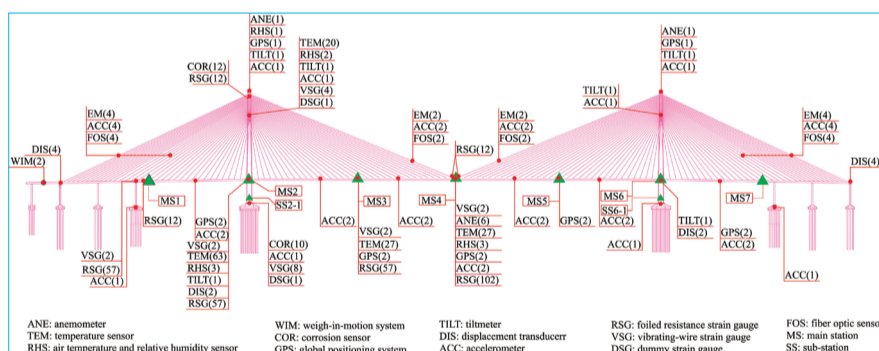 ANE(1)
RHS(1)
GPS(1)
TILT(1)
ACC(1)
TEM(20)
RHS(2)
TILT(1)
ACC(1)
VSG(4)
DSG(1)
COR(12)
RSG(12)
ANE(1)
GPS(1)
TILT(1)
ACC(1)
TILT(1)
ACC(1)
EM(4)
ACC(4)
FOS(4)
EM(2)
ACC(2)
FOS(2)
EM(2)
ACC(2)
FOS(2)
EM(4)
ACC(4)
FOS(4)
RSG(12)
DIS(4)
WIM(2)
DIS(4)
MS1
MS2
SS2-1
MS3
MS4
MS5
MS6
SS6-1
MS7
RSG(12)
VSG(2)
RSG(57)
ACC(1)
GPS(2)
ACC(2)
VSG(2)
TEM(63)
RHS(3)
TILT(1)
DIS(2)
RSG(57)
COR(10)
ACC(1)
VSG(8)
DSG(1)
ACC(2)
VSG(2)
TEM(27)
GPS(2)
RSG(57)
ACC(2)
VSG(2)
ANE(6)
TEM(27)
RHS(3)
GPS(2)
ACC(2)
RSG(102)
ACC(2)
GPS(2)
ACC(2)
ACC(1)
TILT(1)
DIS(2)
GPS(2)
ACC(2)
ACC(1)
ANE: anemometer
WIM: weigh-in-motion system
TILT: tiltmeter
RSG: foiled resistance strain gauge
FOS: fiber optic senso
TEM: temperature sensor
COR: corrosion sensor
DIS: displacement transducerr
VSG: vibrating-wire strain gauge
MS: main station
RHS: air temperature and relative humidity sensor
GPS: global positioning system
ACC: accelerometer
DSG: dummy strain gauge
SS: sub-station